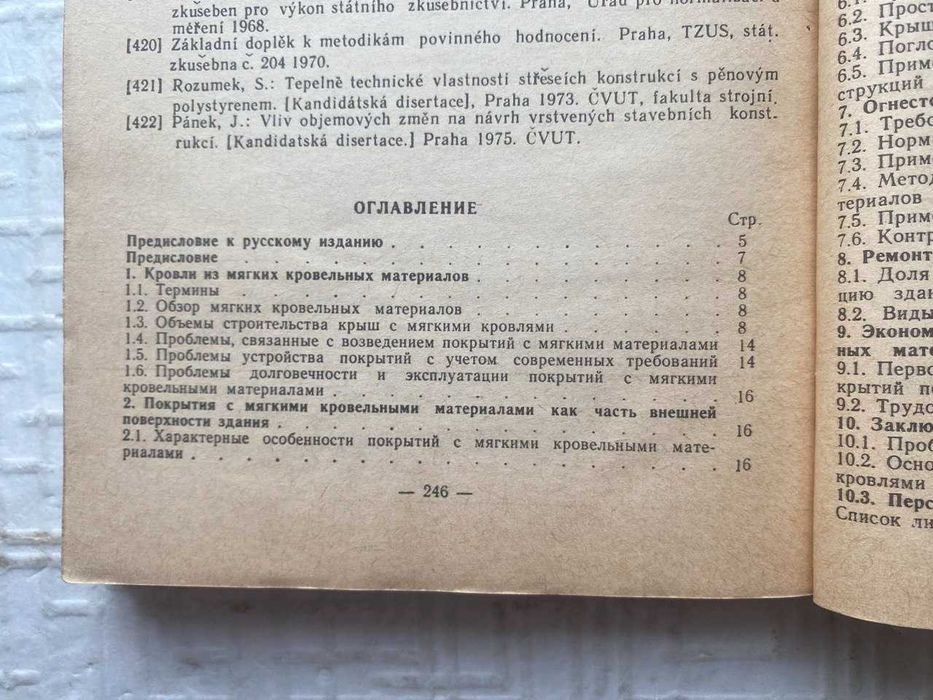 zkušeben pro výkon státního zkušebnictví. Praha, Úřad pro normalisaci a
měření 1968.
[420] Základní doplěk k metodikám povinného hodnocení. Praha, TZUS, stát.
zkušebna č. 204 1970.
[421] Rozumek, S.: Tepelně technické vlastnosti střeseích konstrukcí s pěnovým
polystyrenem. [Kandidátská disertace], Praha 1973. ČVUT, fakulta strojní.
[422] Pánek, J.: Vliv objemových změn na návrh vrstvených stavebních konst-
rukcí. [Kandidatská disertace.] Praha 1975. ČVUT.
ОГЛАВЛЕНИЕ
Стр.
Предисловие к русскому изданию . . . . . . . . . . 5
Предисловие . . . . . . . . . . . . . . 7
1. Кровли из мягких кровельных материалов . . . . . . . 8
1.1. Термины . . . . . . . . . . . . . . 8
1.2. Обзор мягких кровельных материалов . . . . . . . 8
1.3. Объемы строительства крыш с мягкими кровлями . . . . . 8
1.4. Проблемы, связанные с возведением покрытий с мягкими материалами 14
1.5. Проблемы устройства покрытий с учетом современных требований 14
1.6. Проблемы долговечности и эксплуатации покрытий с мягкими
кровельными материалами . . . . . . . . . . . 16
2. Покрытия с мягкими кровельными материалами как часть внешней
поверхности здания . . . . . . . . . . . . 16
2.1. Характерные особенности покрытий с мягкими кровельными мате-
риалами . . . . . . . . . . . . . . . 16
— 246 —
6.2. Прост
6.3. Крыш
6.4. Погло
6.5. Приме
струкций
7. Огнесто
7.1. Требо
7.2. Норм
7.3. Прим
7.4. Метод
териалов
7.5. Прим
7.6. Контр
8. Ремонт
8.1. Доля
цию здан
8.2. Виды
9. Эконом
ных мате
9.1. Перво
крытий по
9.2. Трудо
10. Заклю
10.1. Проб
10.2. Осно
кровлями
10.3. Перс
Список ли